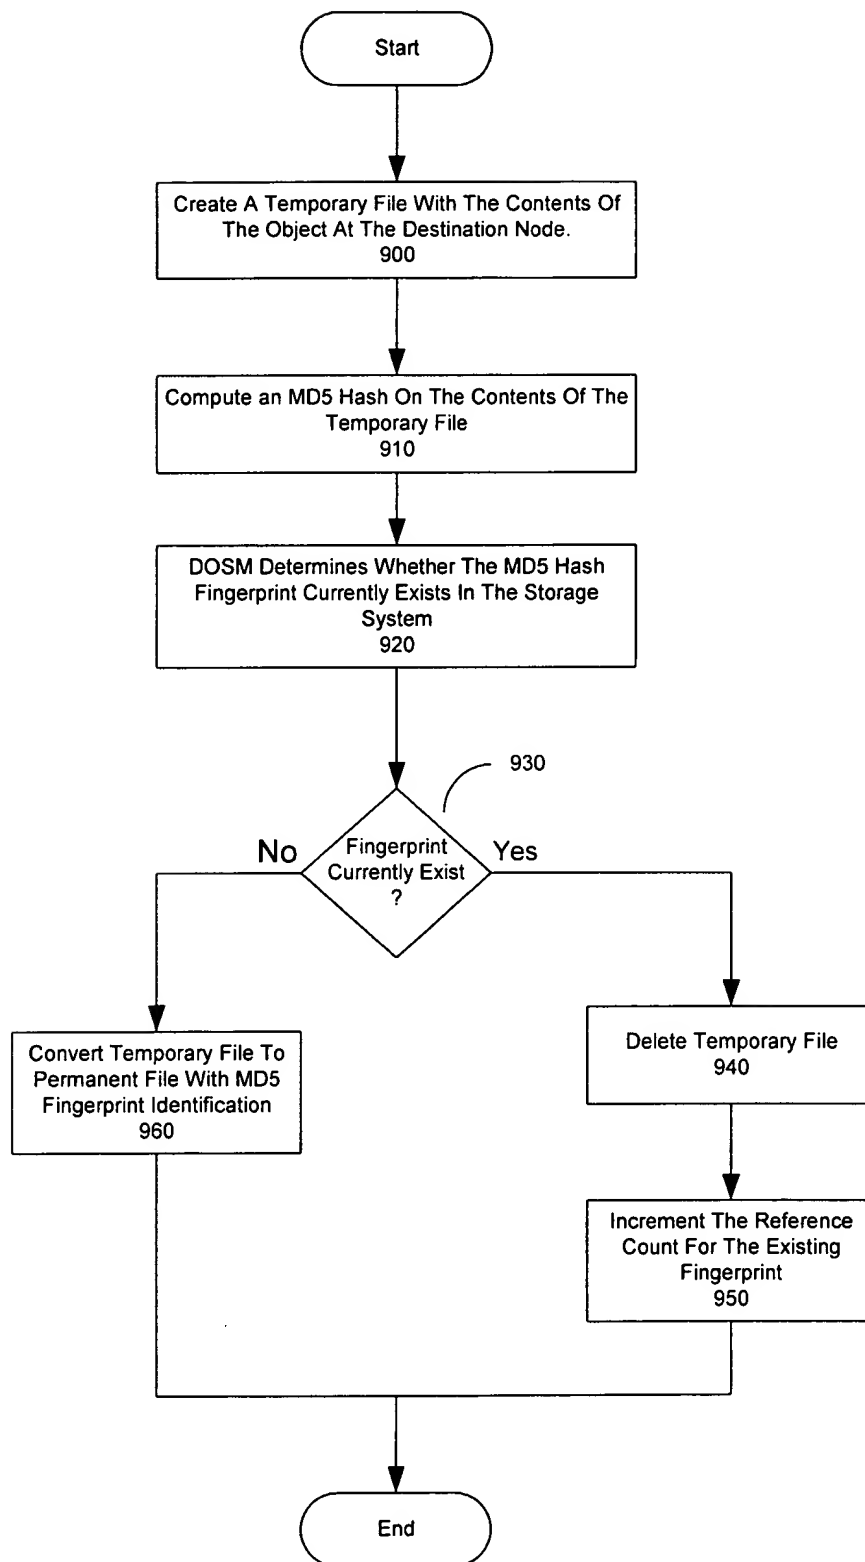 Start
Create A Temporary File With The Contents Of
The Object At The Destination Node.
900
Compute an MD5 Hash On The Contents Of The
Temporary File
910
DOSM Determines Whether The MD5 Hash
Fingerprint Currently Exists In The Storage
System
920
930
No
Fingerprint
Currently Exist
?
Yes
Convert Temporary File To
Permanent File With MD5
Fingerprint Identification
960
Delete Temporary File
940
Increment The Reference
Count For The Existing
Fingerprint
950
End